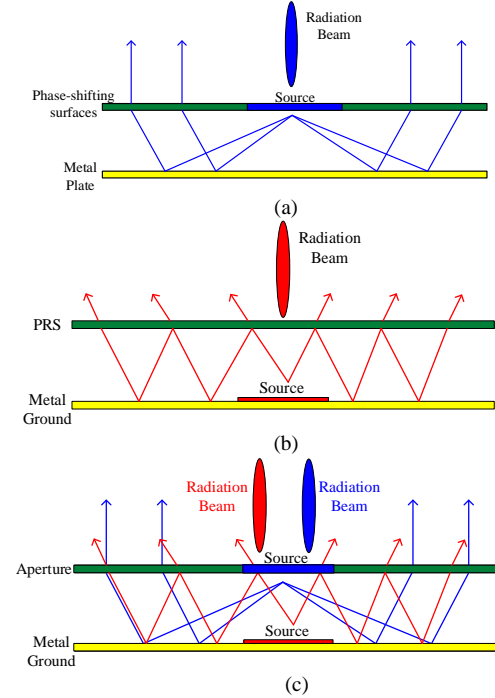 Radiation
Beam
Source
Phase-shifting
surfaces
Metal
Plate
(a)
Radiation
Beam
PRS
Source
Metal
Ground
(b)
Radiation
Beam
Radiation
Beam
Source
Aperture
Source
Metal
Ground
(c)